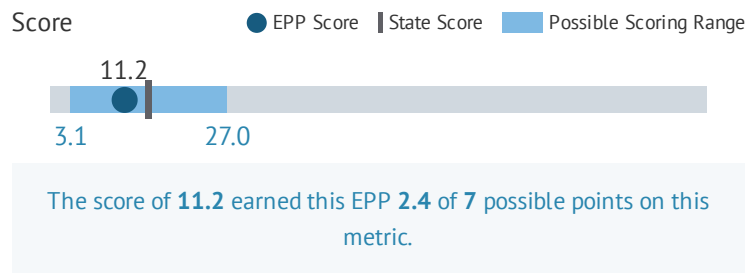 Score EPP Score State Score Possible Scoring Range
11.2
3.1 27.0
The score of 11.2 earned this EPP 2.4 of 7 possible points on this
metric.